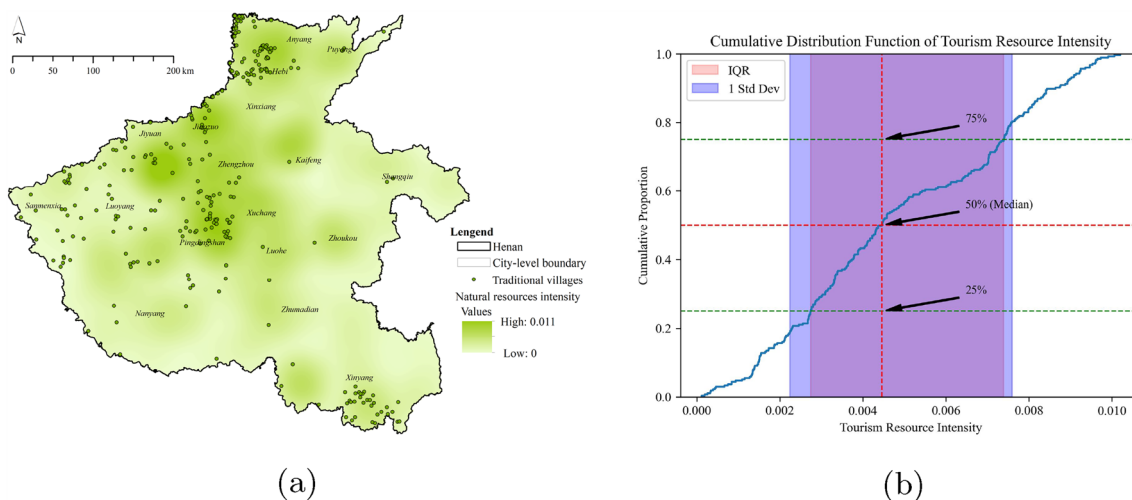 N
0 50 100 150 200 km
Anyang
Puyang
Hebi
Xinxiang
Jiyuan
Jiaozuo
Zhengzhou
Kaifeng
Shangqiu
Sanmenxia
Luoyang
Xuchang
Pingdingshan
Luohe
Zhoukou
Nanyang
Zhumadian
Xinyang
Lengend
Henan
City-level boundary
Traditional villages
Natural resources intensity
Values
High: 0.011
Low: 0
(a)
Cumulative Distribution Function of Tourism Resource Intensity
IQR
1 Std Dev
75%
50% (Median)
25%
1.0
0.8
0.6
0.4
0.2
0.0
Cumulative Proportion
0.000 0.002 0.004 0.006 0.008 0.010
Tourism Resource Intensity
(b)